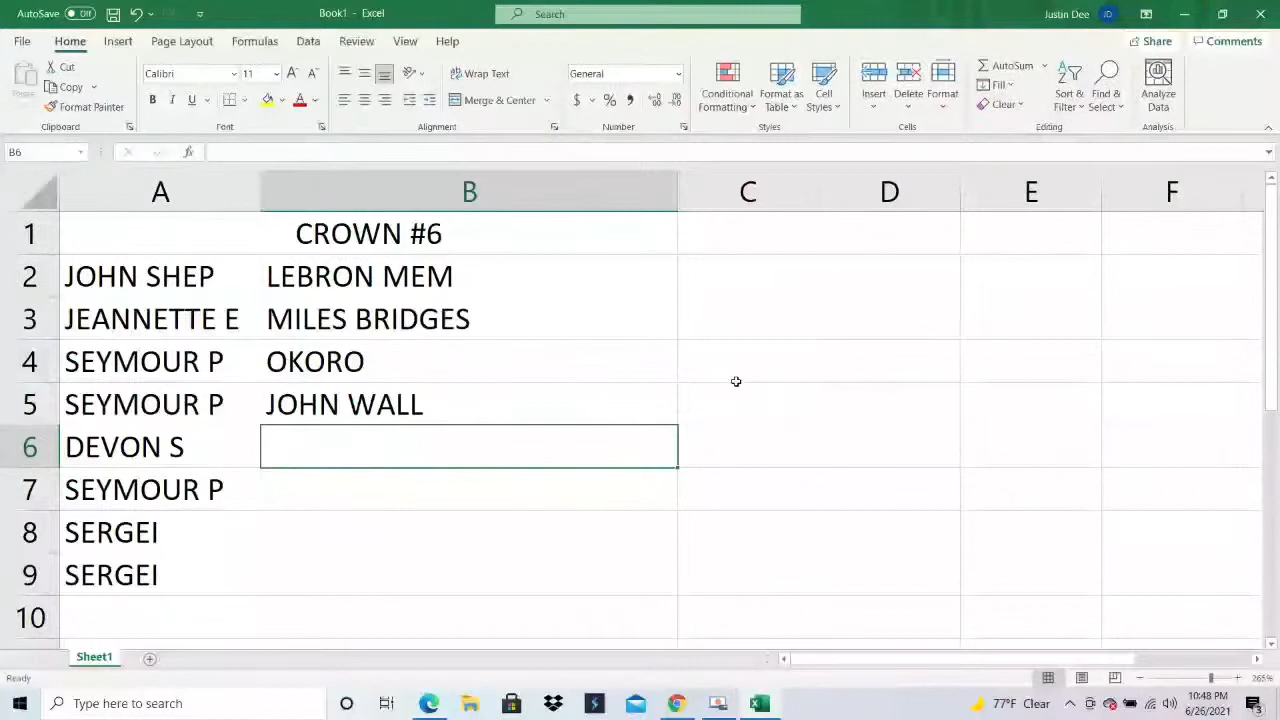 AutoSave Off Book1 - Excel Search Justin Dee JD
File Home Insert Page Layout Formulas Data Review View Help Share Comments
Paste Cut Copy Format Painter Clipboard
Calibri 11 A A B I U A Font
Wrap Text Merge & Center Alignment
General $ % , Number
Conditional Formatting Format as Table Cell Styles Styles
Insert Delete Format Cells
AutoSum Fill Clear Sort & Filter Find & Select Editing
Analyze Data Analysis
B6 fx
A B C D E F
1 CROWN #6
2 JOHN SHEP LEBRON MEM
3 JEANNETTE E MILES BRIDGES
4 SEYMOUR P OKORO
5 SEYMOUR P JOHN WALL
6 DEVON S
7 SEYMOUR P
8 SERGEI
9 SERGEI
10
Sheet1
Ready 265%
Type here to search 77°F Clear 10:48 PM
6/26/2021 3